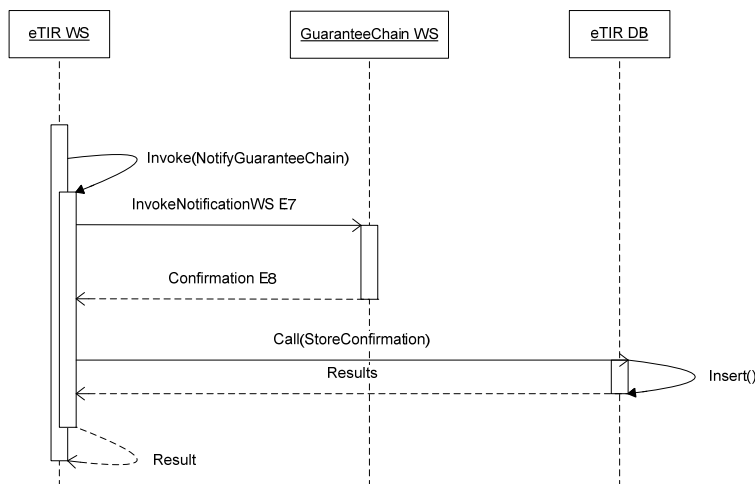 eTIR WS
GuaranteeChain WS
eTIR DB
Invoke(NotifyGuaranteeChain)
InvokeNotificationWS E7
Confirmation E8
Call(StoreConfirmation)
Results
Insert()
Result